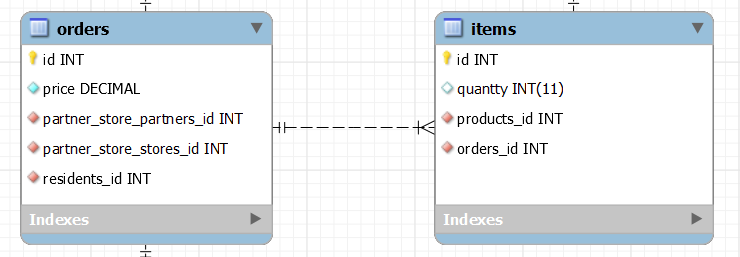 orders
id INT
price DECIMAL
partner_store_partners_id INT
partner_store_stores_id INT
residents_id INT
Indexes
items
id INT
quantty INT(11)
products_id INT
orders_id INT
Indexes